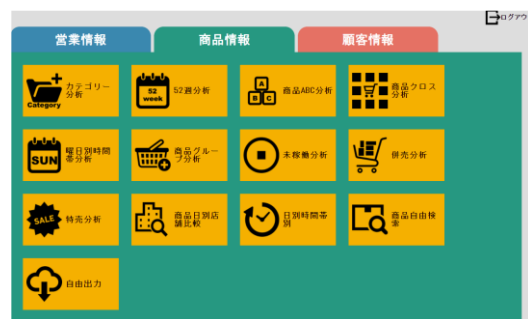 ログアウ
営業情報
商品情報
顧客情報
Category
カテゴリー
分析
52
week
52週分析
A
B C
商品ABC分析
商品クロス
分析
SUN
曜日別時間
帯分析
商品グルー
プ分析
未稼働分析
併売分析
SALE
特売分析
商品日別店
舗比較
日別時間帯
別
商品自由検
索
自由出力